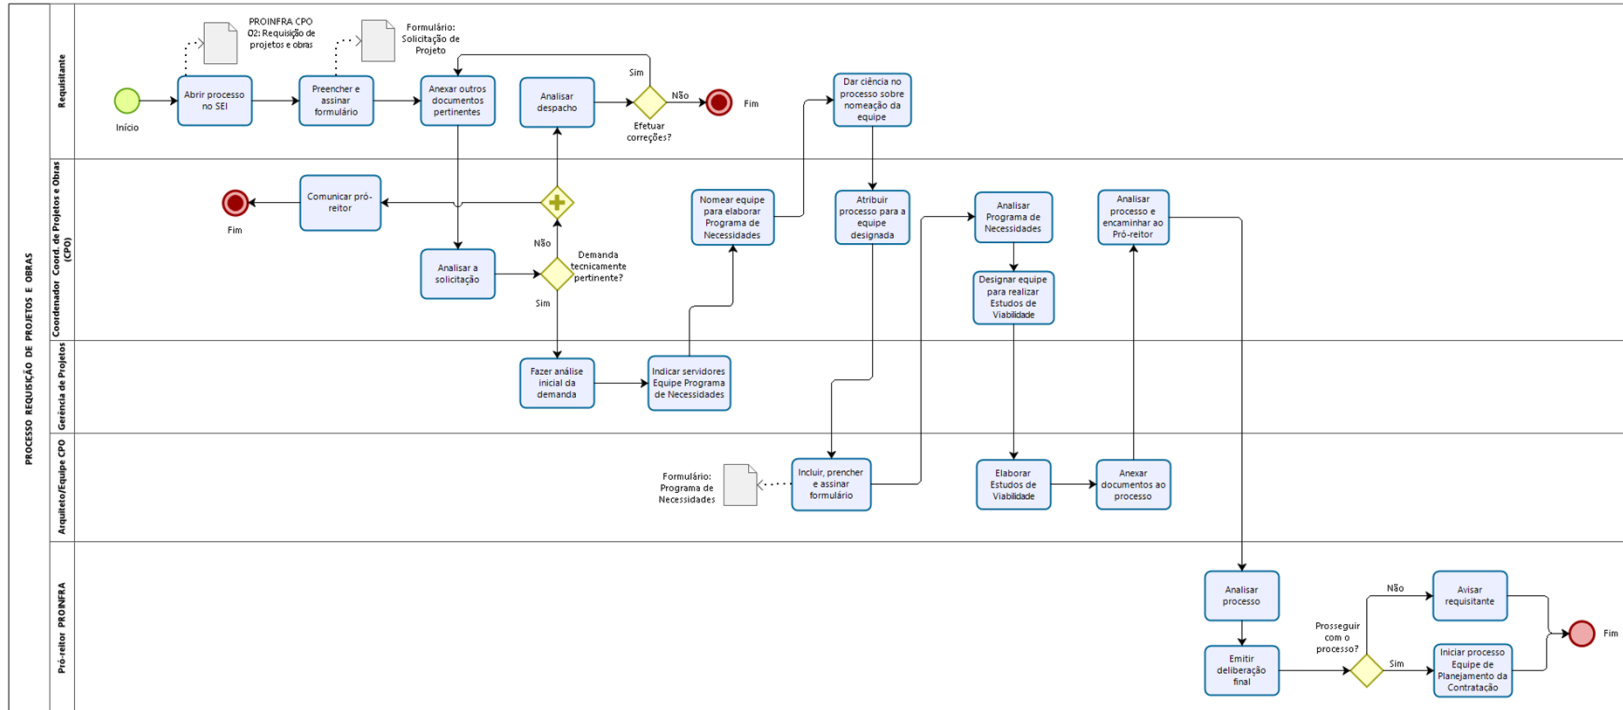 PROCESSO REQUISIÇÃO DE PROJETOS E OBRAS
Requisitante
PROINFRA CPO
02: Requisição de
projetos e obras
Formulário:
Solicitação de
Projeto
Início
Abrir processo
no SEI
Preencher e
assinar
formulário
Anexar outros
documentos
pertinentes
Analisar
despacho
Sim
Efetuar
correções?
Não
Fim
Dar ciência no
processo sobre
nomeação da
equipe
Coordenador Coord. de Projetos e Obras
(CPO)
Fim
Comunicar pró-
reitor
Analisar a
solicitação
Não
Demanda
tecnicamente
pertinente?
Sim
Nomear equipe
para elaborar
Programa de
Necessidades
Atribuir
processo para a
equipe
designada
Analisar
Programa de
Necessidades
Designar equipe
para realizar
Estudos de
Viabilidade
Analisar
processo e
encaminhar ao
Pró-reitor
Gerência de Projetos
Fazer análise
inicial da
demanda
Indicar servidores
Equipe Programa
de Necessidades
Arquiteto/Equipe CPO
Formulário:
Programa de
Necessidades
Incluir, prencher
e assinar
formulário
Elaborar
Estudos de
Viabilidade
Anexar
documentos ao
processo
Pró-reitor PROINFRA
Analisar
processo
Emitir
deliberação
final
Prosseguir
com o
processo?
Não
Sim
Avisar
requisitante
Iniciar processo
Equipe de
Planejamento da
Contratação
Fim